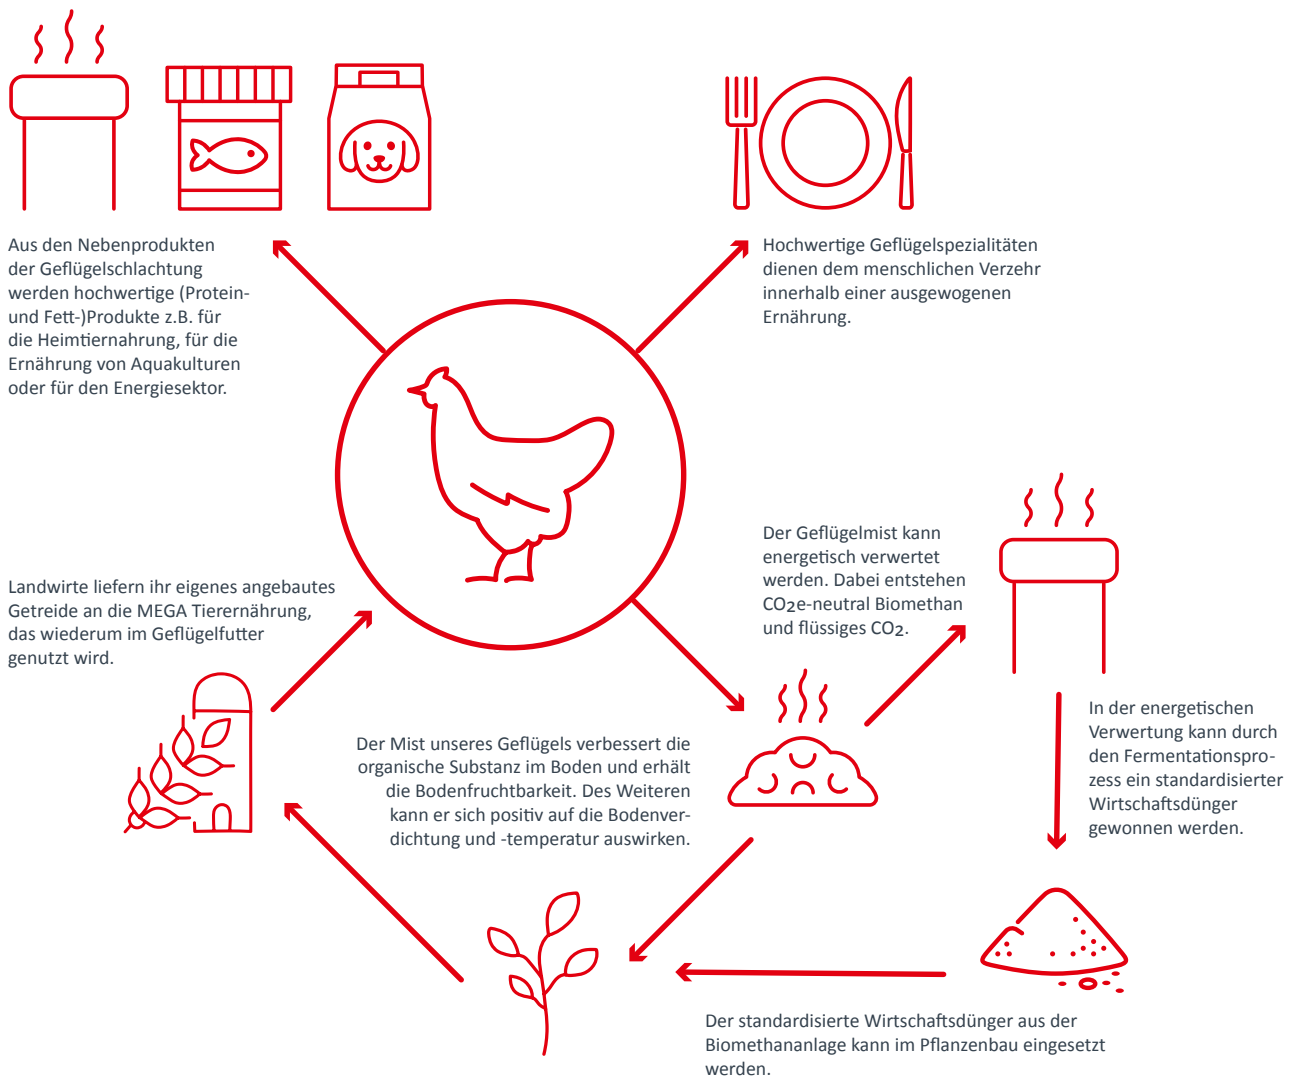 Aus den Nebenprodukten
der Geflügelschlachtung
werden hochwertige (Protein-
und Fett-)Produkte z.B. für
die Heimtiernahrung, für die
Ernährung von Aquakulturen
oder für den Energiesektor.
Hochwertige Geflügelspezialitäten
dienen dem menschlichen Verzehr
innerhalb einer ausgewogenen
Ernährung.
Der Geflügelmist kann
energetisch verwertet
werden. Dabei entstehen
CO2e-neutral Biomethan
und flüssiges CO2.
Landwirte liefern ihr eigenes angebautes
Getreide an die MEGA Tierernährung,
das wiederum im Geflügelfutter
genutzt wird.
In der energetischen
Verwertung kann durch
den Fermentationspro-
zess ein standardisierter
Wirtschaftsdünger
gewonnen werden.
Der Mist unseres Geflügels verbessert die
organische Substanz im Boden und erhält
die Bodenfruchtbarkeit. Des Weiteren
kann er sich positiv auf die Bodenver-
dichtung und -temperatur auswirken.
Der standardisierte Wirtschaftsdünger aus der
Biomethananlage kann im Pflanzenbau eingesetzt
werden.